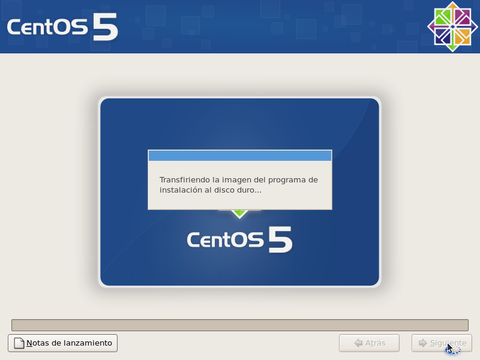 CentOS 5
Transfiriendo la imagen del programa de
instalación al disco duro...
CentOS 5
Notas de lanzamiento
Atrás
Siguiente